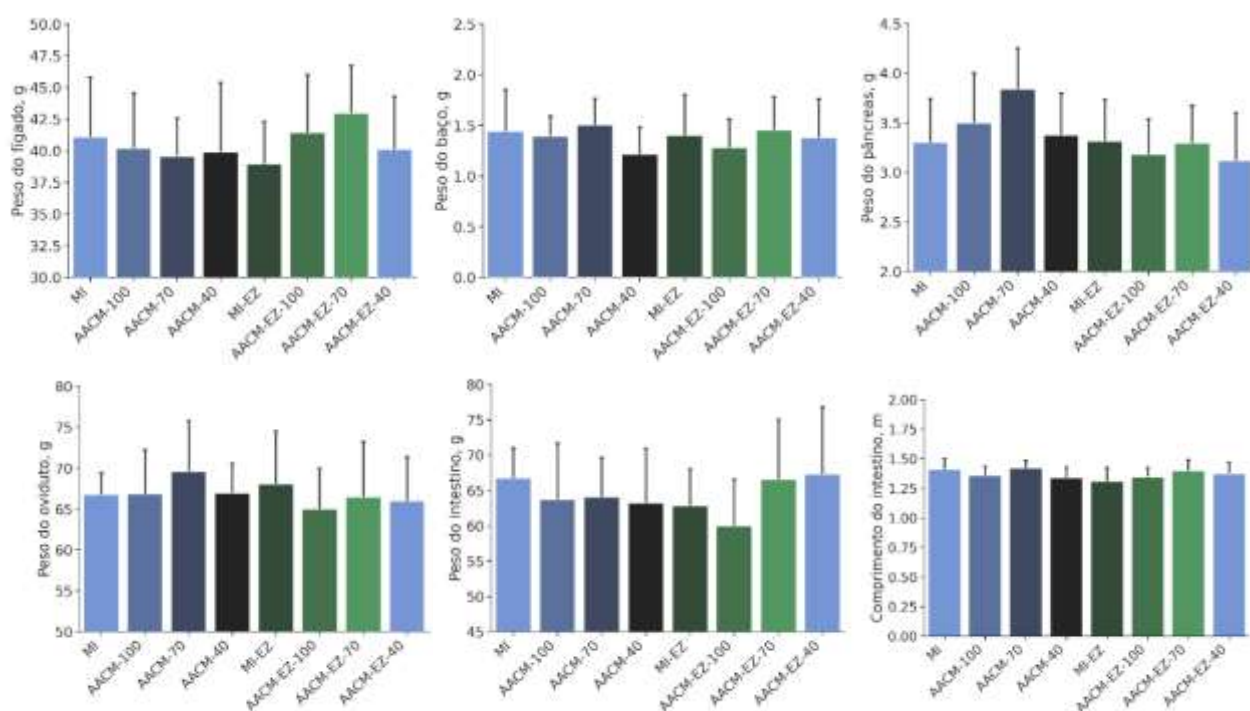 50.0
47.5
45.0
42.5
40.0
37.5
35.0
32.5
30.0
Peso do fígado, g
MI
AACM-100
AACM-70
AACM-40
MI-EZ
AACM-EZ-100
AACM-EZ-70
AACM-EZ-40
2.5
2.0
1.5
1.0
0.5
0.0
Peso do baço, g
MI
AACM-100
AACM-70
AACM-40
MI-EZ
AACM-EZ-100
AACM-EZ-70
AACM-EZ-40
4.5
4.0
3.5
3.0
2.5
2.0
Peso do pâncreas, g
MI
AACM-100
AACM-70
AACM-40
MI-EZ
AACM-EZ-100
AACM-EZ-70
AACM-EZ-40
80
75
70
65
60
55
50
Peso do oviduto, g
MI
AACM-100
AACM-70
AACM-40
MI-EZ
AACM-EZ-100
AACM-EZ-70
AACM-EZ-40
80
75
70
65
60
55
50
45
Peso do intestino, g
MI
AACM-100
AACM-70
AACM-40
MI-EZ
AACM-EZ-100
AACM-EZ-70
AACM-EZ-40
2.00
1.75
1.50
1.25
1.00
0.75
0.50
0.25
0.00
Comprimento do intestino, m
MI
AACM-100
AACM-70
AACM-40
MI-EZ
AACM-EZ-100
AACM-EZ-70
AACM-EZ-40